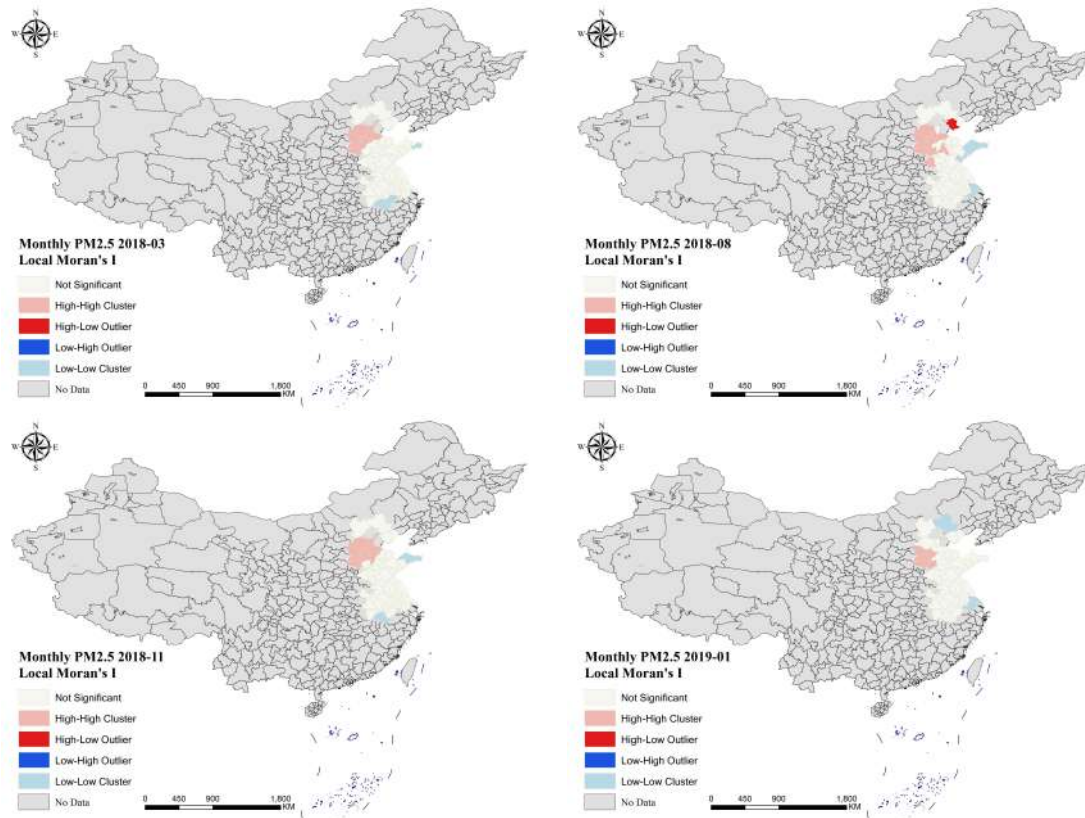 N
W E
S
Monthly PM2.5 2018-03
Local Moran's I
Not Significant
High-High Cluster
High-Low Outlier
Low-High Outlier
Low-Low Cluster
No Data
0 450 900 1,800
KM
N
W E
S
Monthly PM2.5 2018-08
Local Moran's I
Not Significant
High-High Cluster
High-Low Outlier
Low-High Outlier
Low-Low Cluster
No Data
0 450 900 1,800
KM
N
W E
S
Monthly PM2.5 2018-11
Local Moran's I
Not Significant
High-High Cluster
High-Low Outlier
Low-High Outlier
Low-Low Cluster
No Data
0 450 900 1,800
KM
N
W E
S
Monthly PM2.5 2019-01
Local Moran's I
Not Significant
High-High Cluster
High-Low Outlier
Low-High Outlier
Low-Low Cluster
No Data
0 450 900 1,800
KM